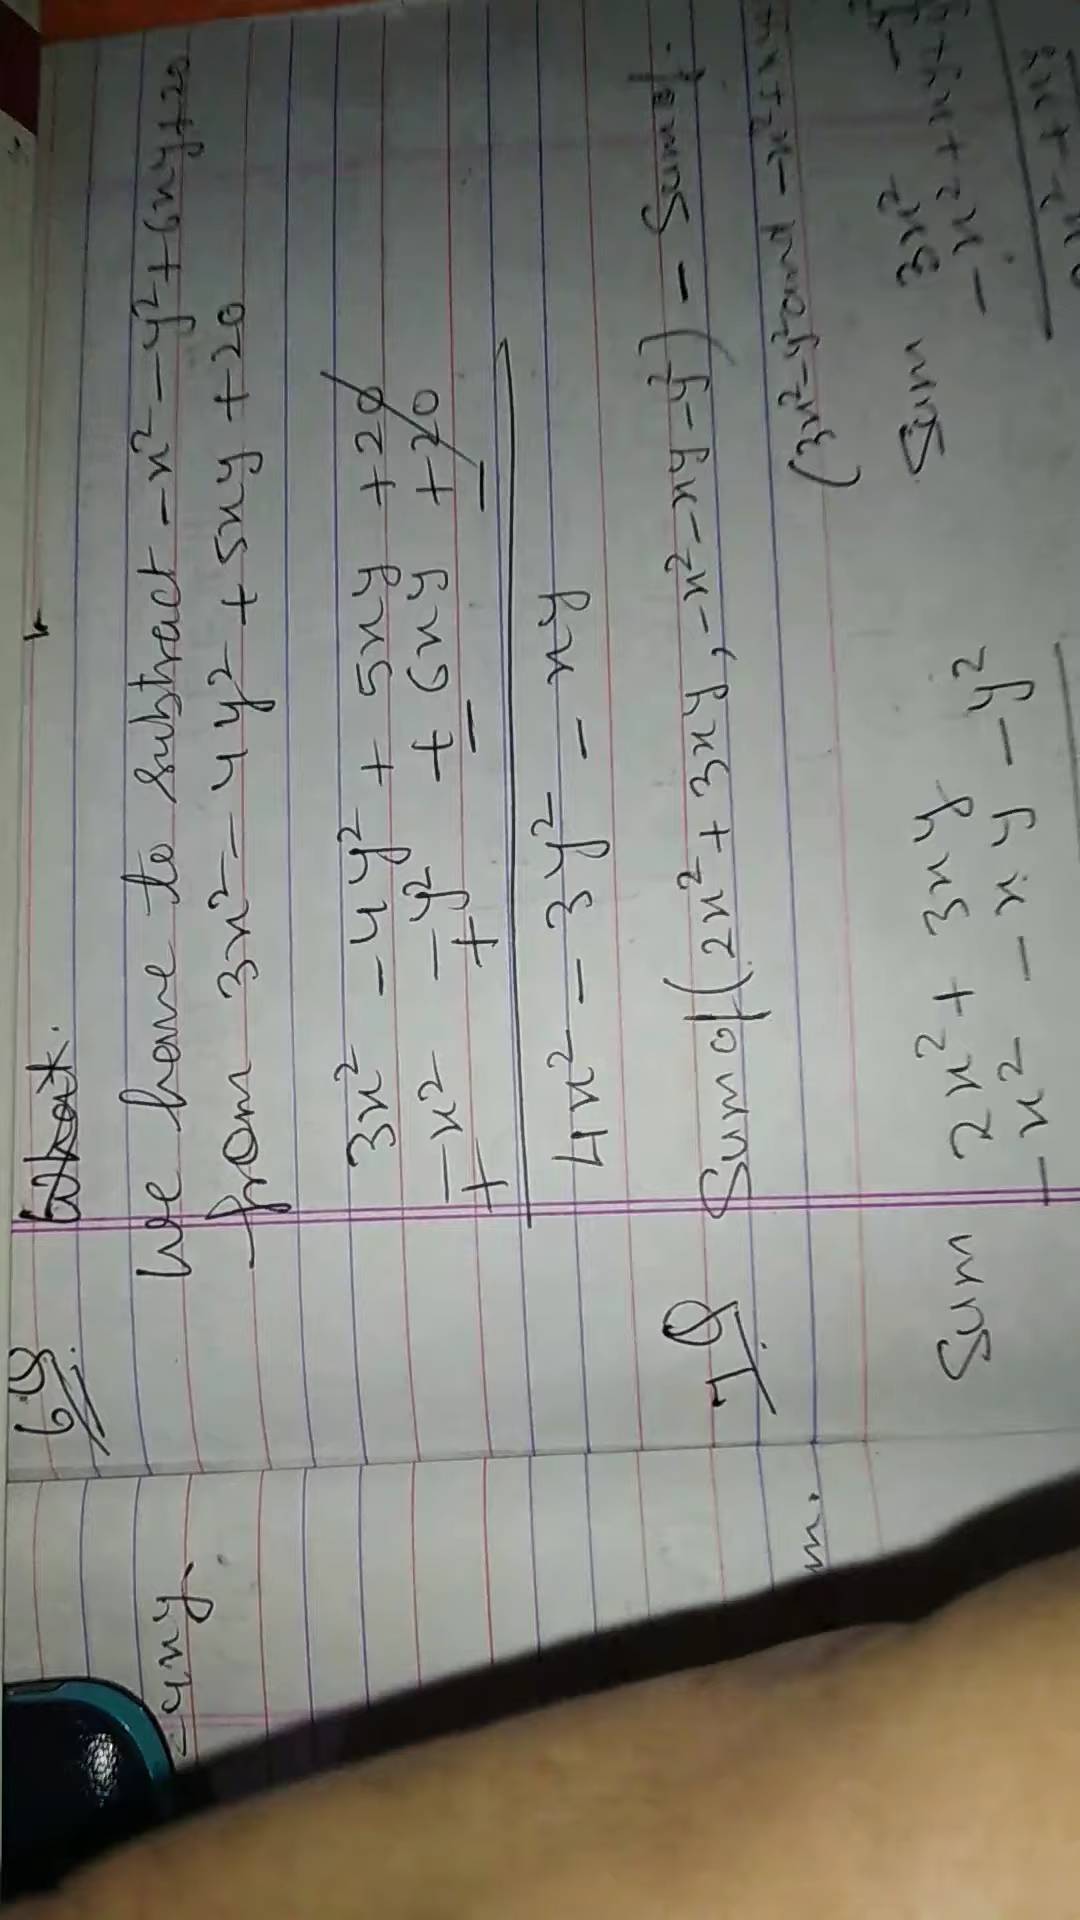 6Q
What.
We have to substract -x² - y² + 6xy + 20
from 3x² - 4y² + 5xy + 20
3x² - 4y² + 5xy + 20
-x² - y² + 6xy + 20
+ + - -
4x² - 3y² - xy
7Q Sum of (2x² + 3xy, -x² - xy - y²) - Sum of
(3x² - y² and -x² + xy
Sum 2x² + 3xy
-x² - xy - y²
Sum 3x²
-x² + xy +
-4xy.
m.